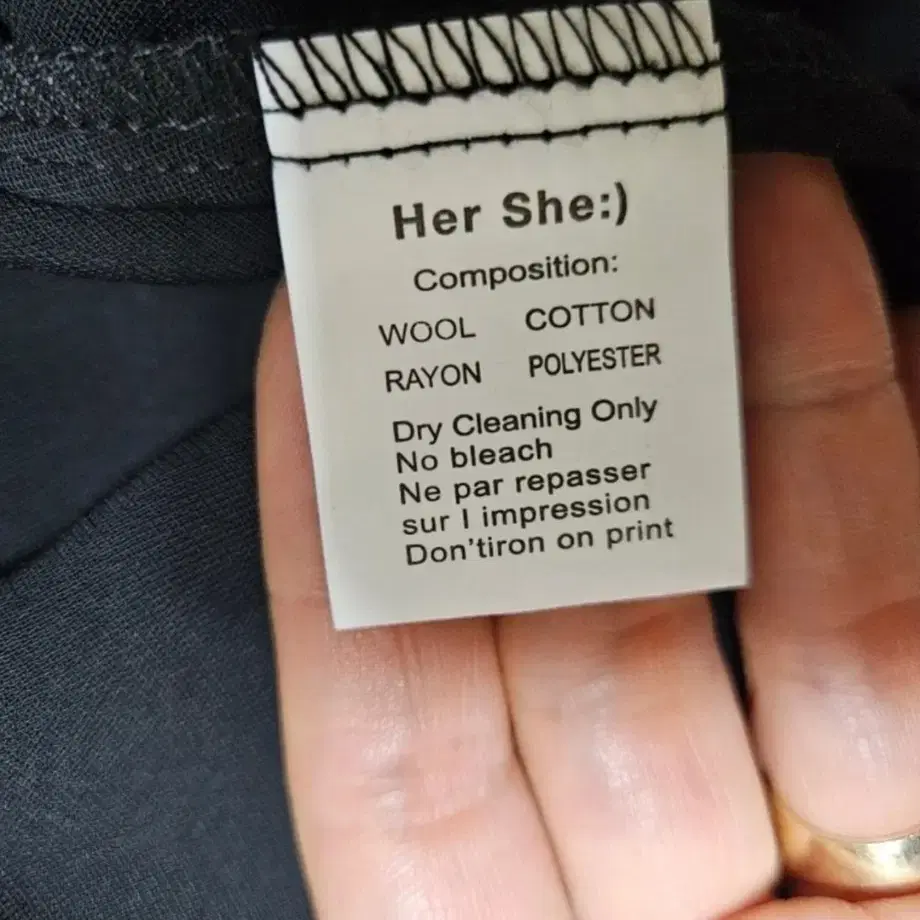 Her She:)
Composition:
WOOL COTTON
RAYON POLYESTER
Dry Cleaning Only
No bleach
Ne par repasser
sur I impression
Don'tiron on print